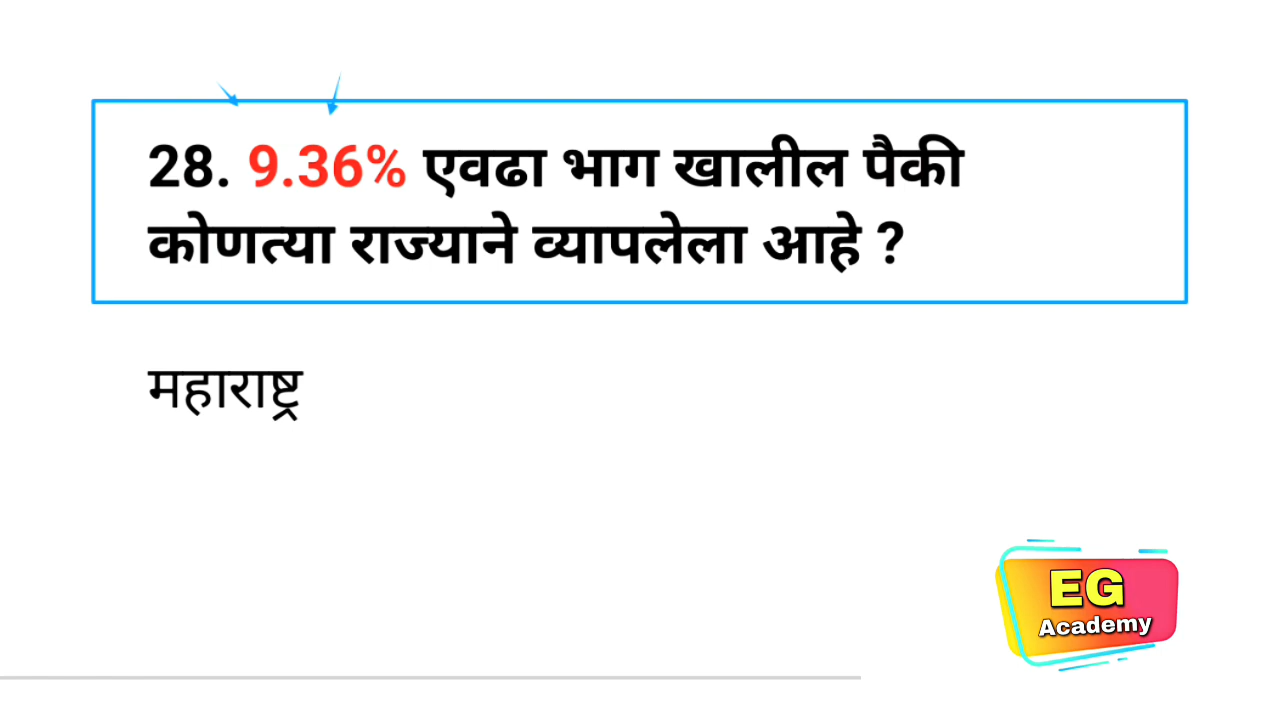 28. 9.36% एवढा भाग खालील पैकी
कोणत्या राज्याने व्यापलेला आहे ?
महाराष्ट्र
EG
Academy